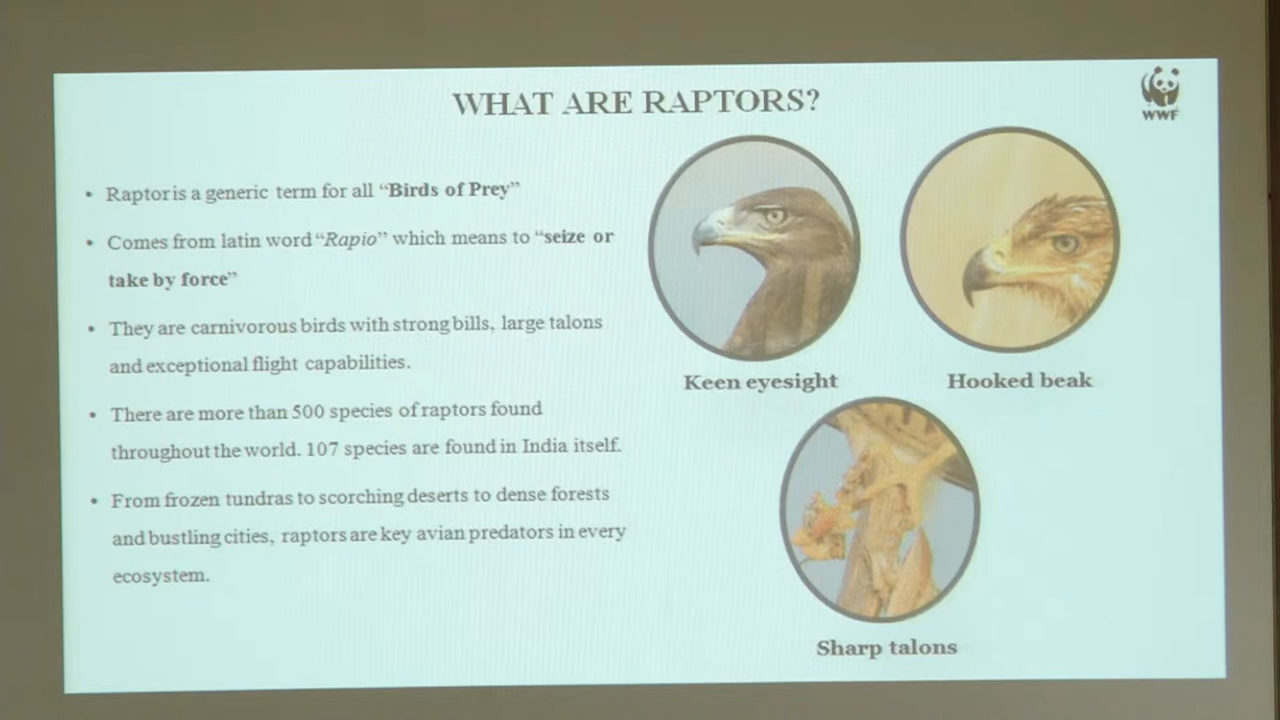 WHAT ARE RAPTORS?
WWF
• Raptor is a generic term for all “Birds of Prey”
• Comes from latin word “Rapio” which means to “seize or
take by force”
• They are carnivorous birds with strong bills, large talons
and exceptional flight capabilities.
• There are more than 500 species of raptors found
throughout the world. 107 species are found in India itself.
• From frozen tundras to scorching deserts to dense forests
and bustling cities, raptors are key avian predators in every
ecosystem.
Keen eyesight
Hooked beak
Sharp talons